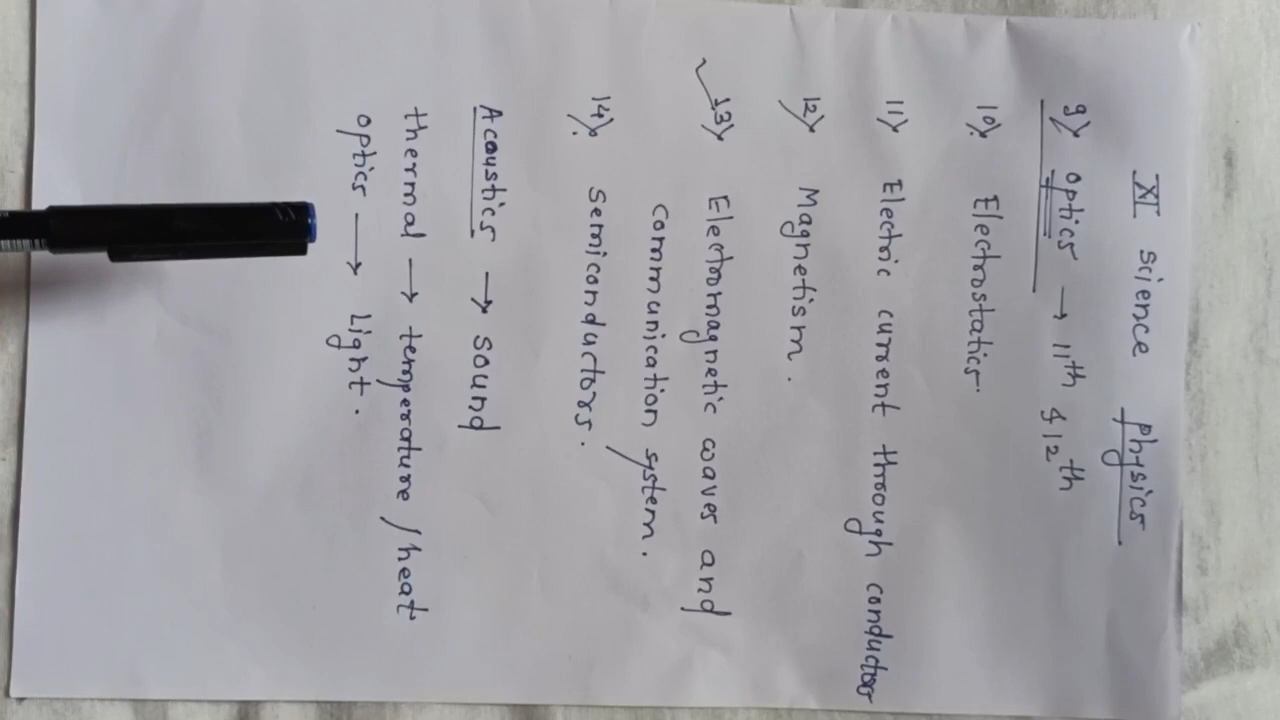 XI science physics
9) optics → 11th & 12th
10) Electrostatics.
11) Electric current through conductors
12) Magnetism.
13) Electromagnetic waves and
communication system.
14) semiconductors.
Acoustics → sound
thermal → temperature / heat
optics → Light.